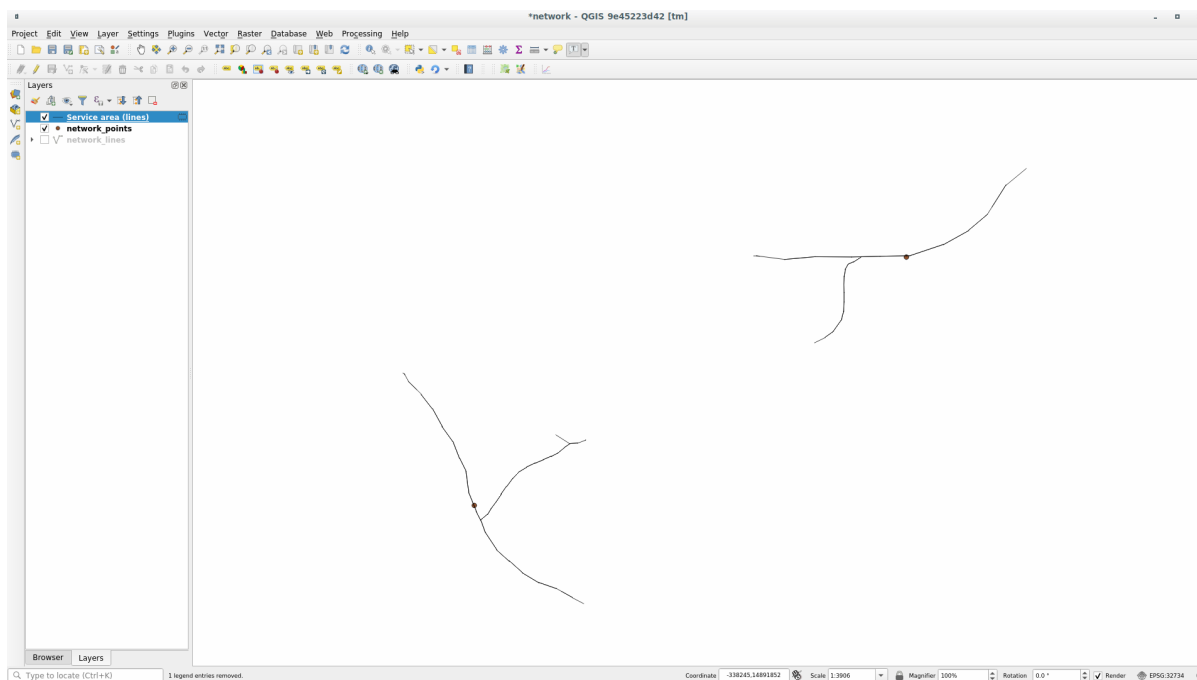 *network - QGIS 9e45223d42 [tm]
Project Edit View Layer Settings Plugins Vector Raster Database Web Processing Help
Layers
Service area (lines)
network_points
network_lines
Browser Layers
Type to locate (Ctrl+K) 1 legend entries removed. Coordinate -338245,14891852 Scale 1:3906 Magnifier 100% Rotation 0.0 ° Render EPSG:32734